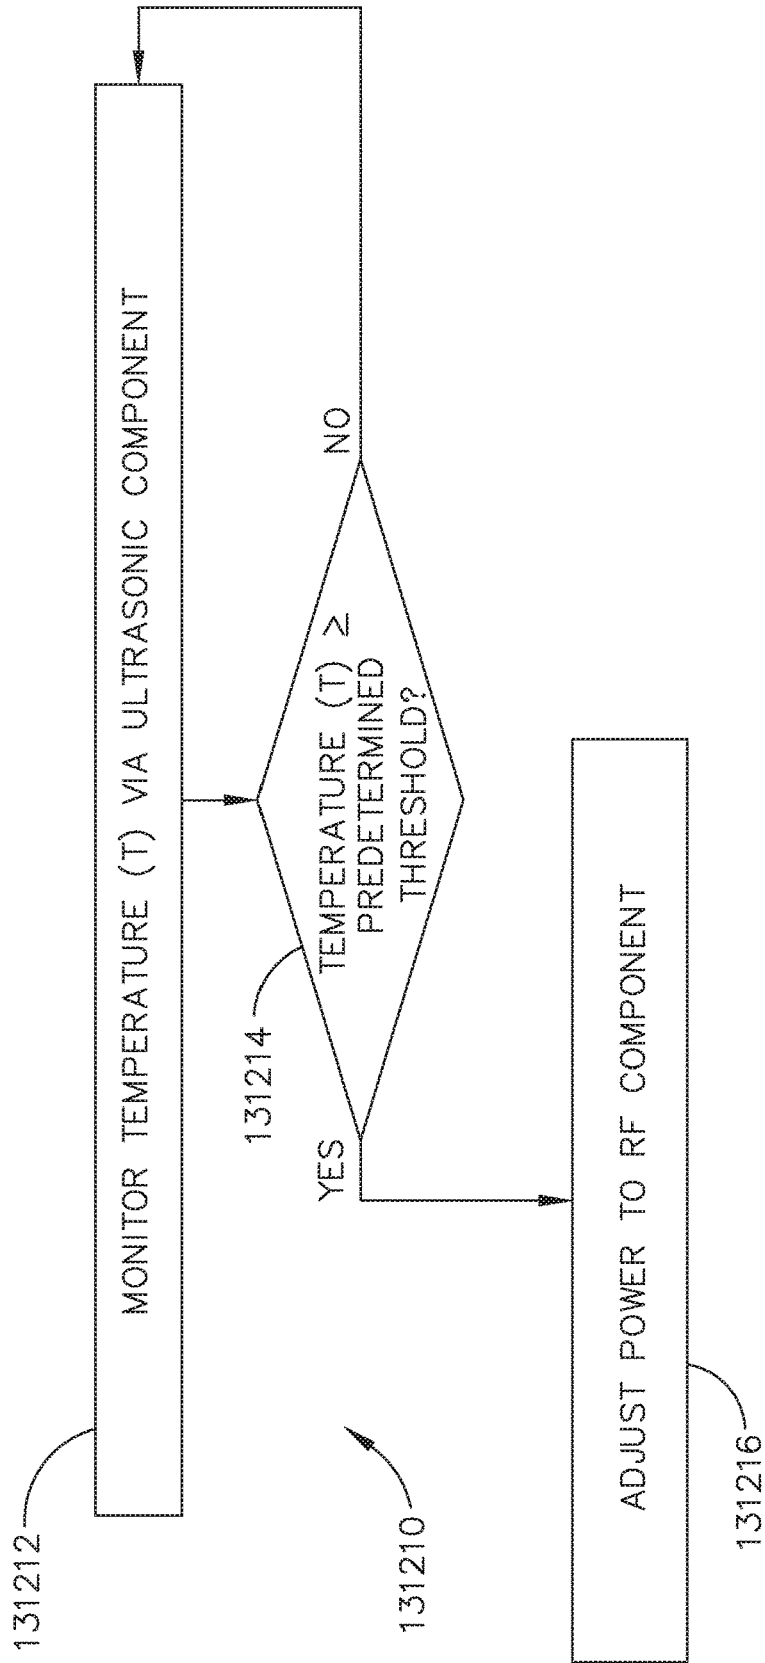 131212
MONITOR TEMPERATURE (T) VIA ULTRASONIC COMPONENT
131214
TEMPERATURE (T) ≥
PREDETERMINED
THRESHOLD?
YES
NO
131210
ADJUST POWER TO RF COMPONENT
131216